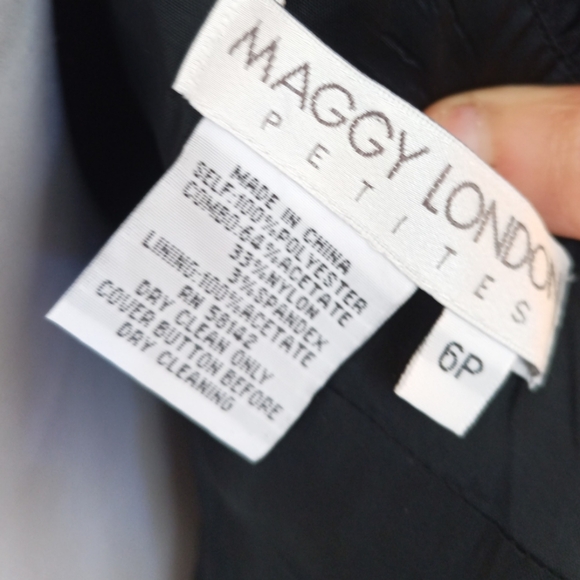 MAGGY LONDON
PETITES
6P
MADE IN CHINA
SELF:100%POLYESTER
COMBO:64%ACETATE
33%NYLON
3%SPANDEX
LINING:100%ACETATE
RN 58142
DRY CLEAN ONLY
COVER BUTTON BEFORE
DRY CLEANING